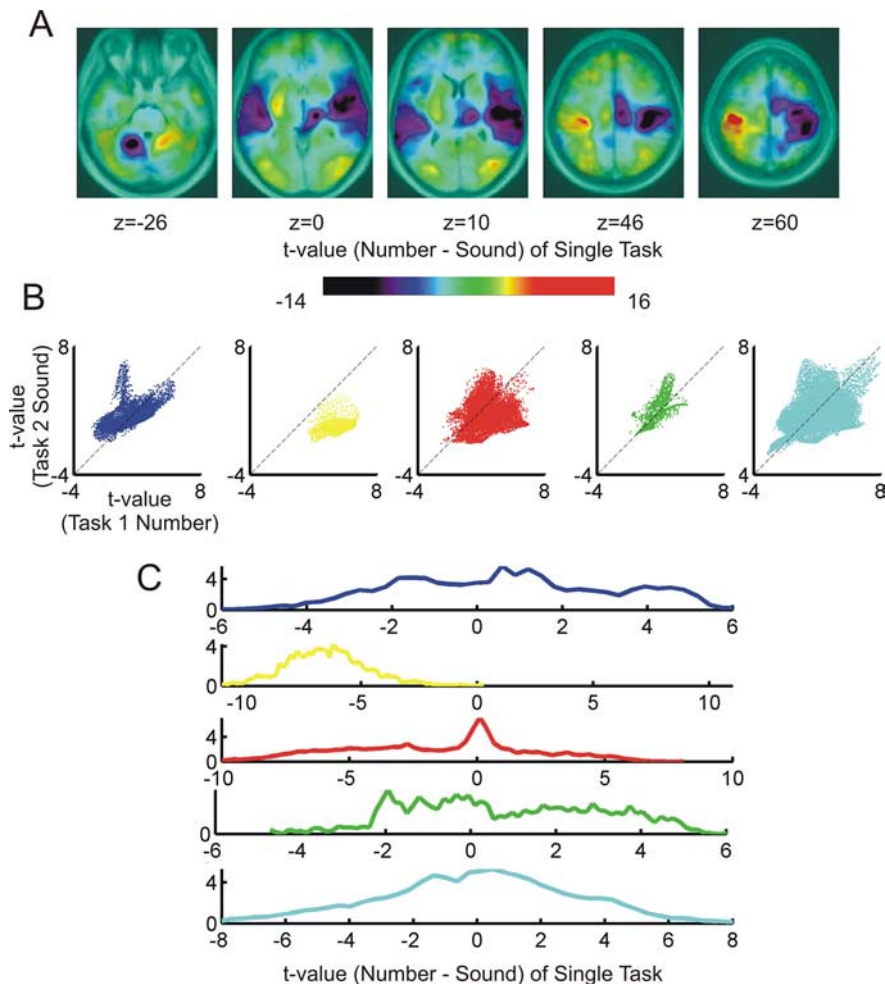 A
z=-26 z=0 z=10 z=46 z=60
t-value (Number - Sound) of Single Task
-14 16
B
8 8 8 8 8
t-value
(Task 2 Sound)
-4 -4 -4 -4 -4
-4 8 -4 8 -4 8 -4 8 -4 8
t-value
(Task 1 Number)
C
4
0
-6 -4 -2 0 2 4 6
4
0
-10 -5 0 5 10
4
0
-10 -5 0 5 10
0
-6 -4 -2 0 2 4 6
4
0
-8 -6 -4 -2 0 2 4 6 8
t-value (Number - Sound) of Single Task